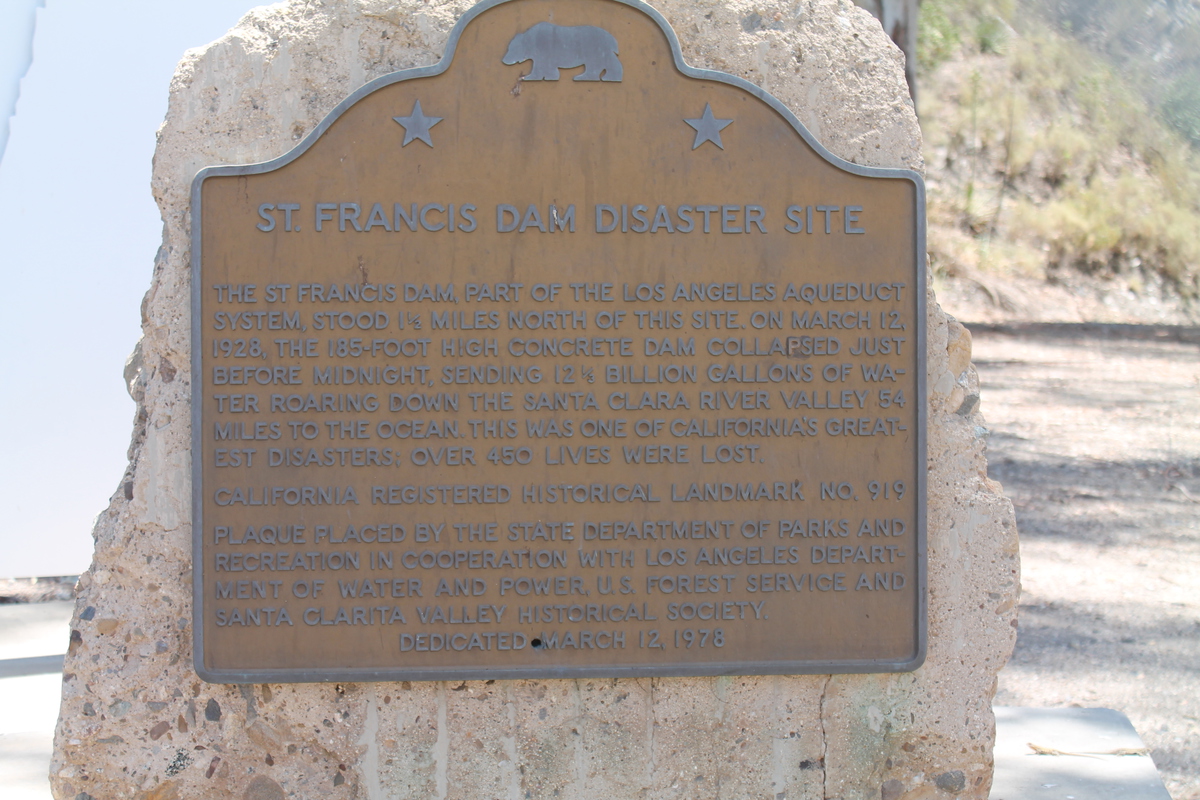 ST. FRANCIS DAM DISASTER SITE
THE ST FRANCIS DAM, PART OF THE LOS ANGELES AQUEDUCT
SYSTEM, STOOD 1½ MILES NORTH OF THIS SITE. ON MARCH 12,
1928, THE 185-FOOT HIGH CONCRETE DAM COLLAPSED JUST
BEFORE MIDNIGHT, SENDING 12½ BILLION GALLONS OF WA-
TER ROARING DOWN THE SANTA CLARA RIVER VALLEY 54
MILES TO THE OCEAN. THIS WAS ONE OF CALIFORNIA'S GREAT-
EST DISASTERS; OVER 450 LIVES WERE LOST.
CALIFORNIA REGISTERED HISTORICAL LANDMARK NO. 919
PLAQUE PLACED BY THE STATE DEPARTMENT OF PARKS AND
RECREATION IN COOPERATION WITH LOS ANGELES DEPART-
MENT OF WATER AND POWER, U.S. FOREST SERVICE AND
SANTA CLARITA VALLEY HISTORICAL SOCIETY.
DEDICATED MARCH 12, 1978